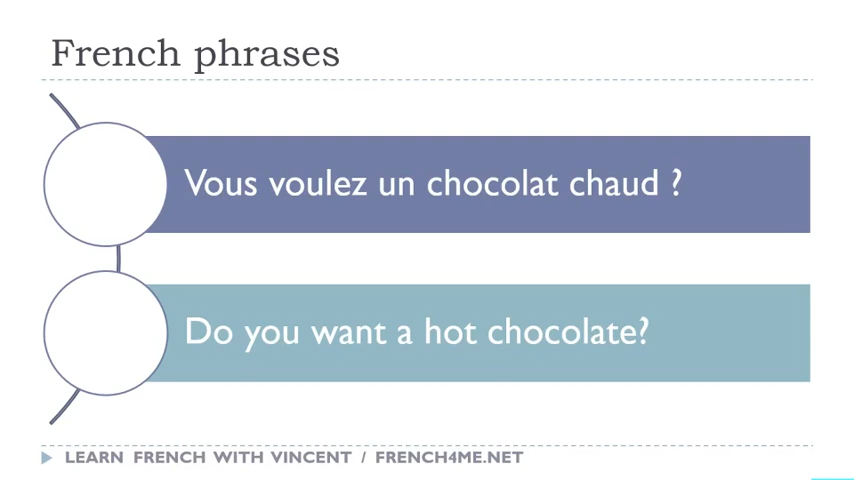 French phrases
Vous voulez un chocolat chaud ?
Do you want a hot chocolate?
LEARN FRENCH WITH VINCENT / FRENCH4ME.NET